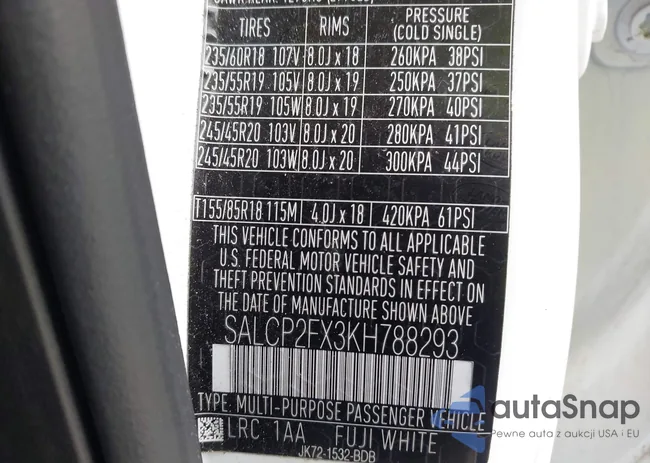 TIRES RIMS PRESSURE
(COLD SINGLE)
235/60R18 107V 8.0J x 18 260KPA 38PSI
235/55R19 105V 8.0J x 19 250KPA 37PSI
235/55R19 105W 8.0J x 19 270KPA 40PSI
245/45R20 103V 8.0J x 20 280KPA 41PSI
245/45R20 103W 8.0J x 20 300KPA 44PSI
T155/85R18 115M 4.0J x 18 420KPA 61PSI
THIS VEHICLE CONFORMS TO ALL APPLICABLE
U.S. FEDERAL MOTOR VEHICLE SAFETY AND
THEFT PREVENTION STANDARDS IN EFFECT ON
THE DATE OF MANUFACTURE SHOWN ABOVE.
SALCP2FX3KH788293
TYPE: MULTI-PURPOSE PASSENGER VEHICLE
LRC 1AA FUJI WHITE
JK72-1532-BDB
autoSnap
Pewne auta z aukcji USA i EU